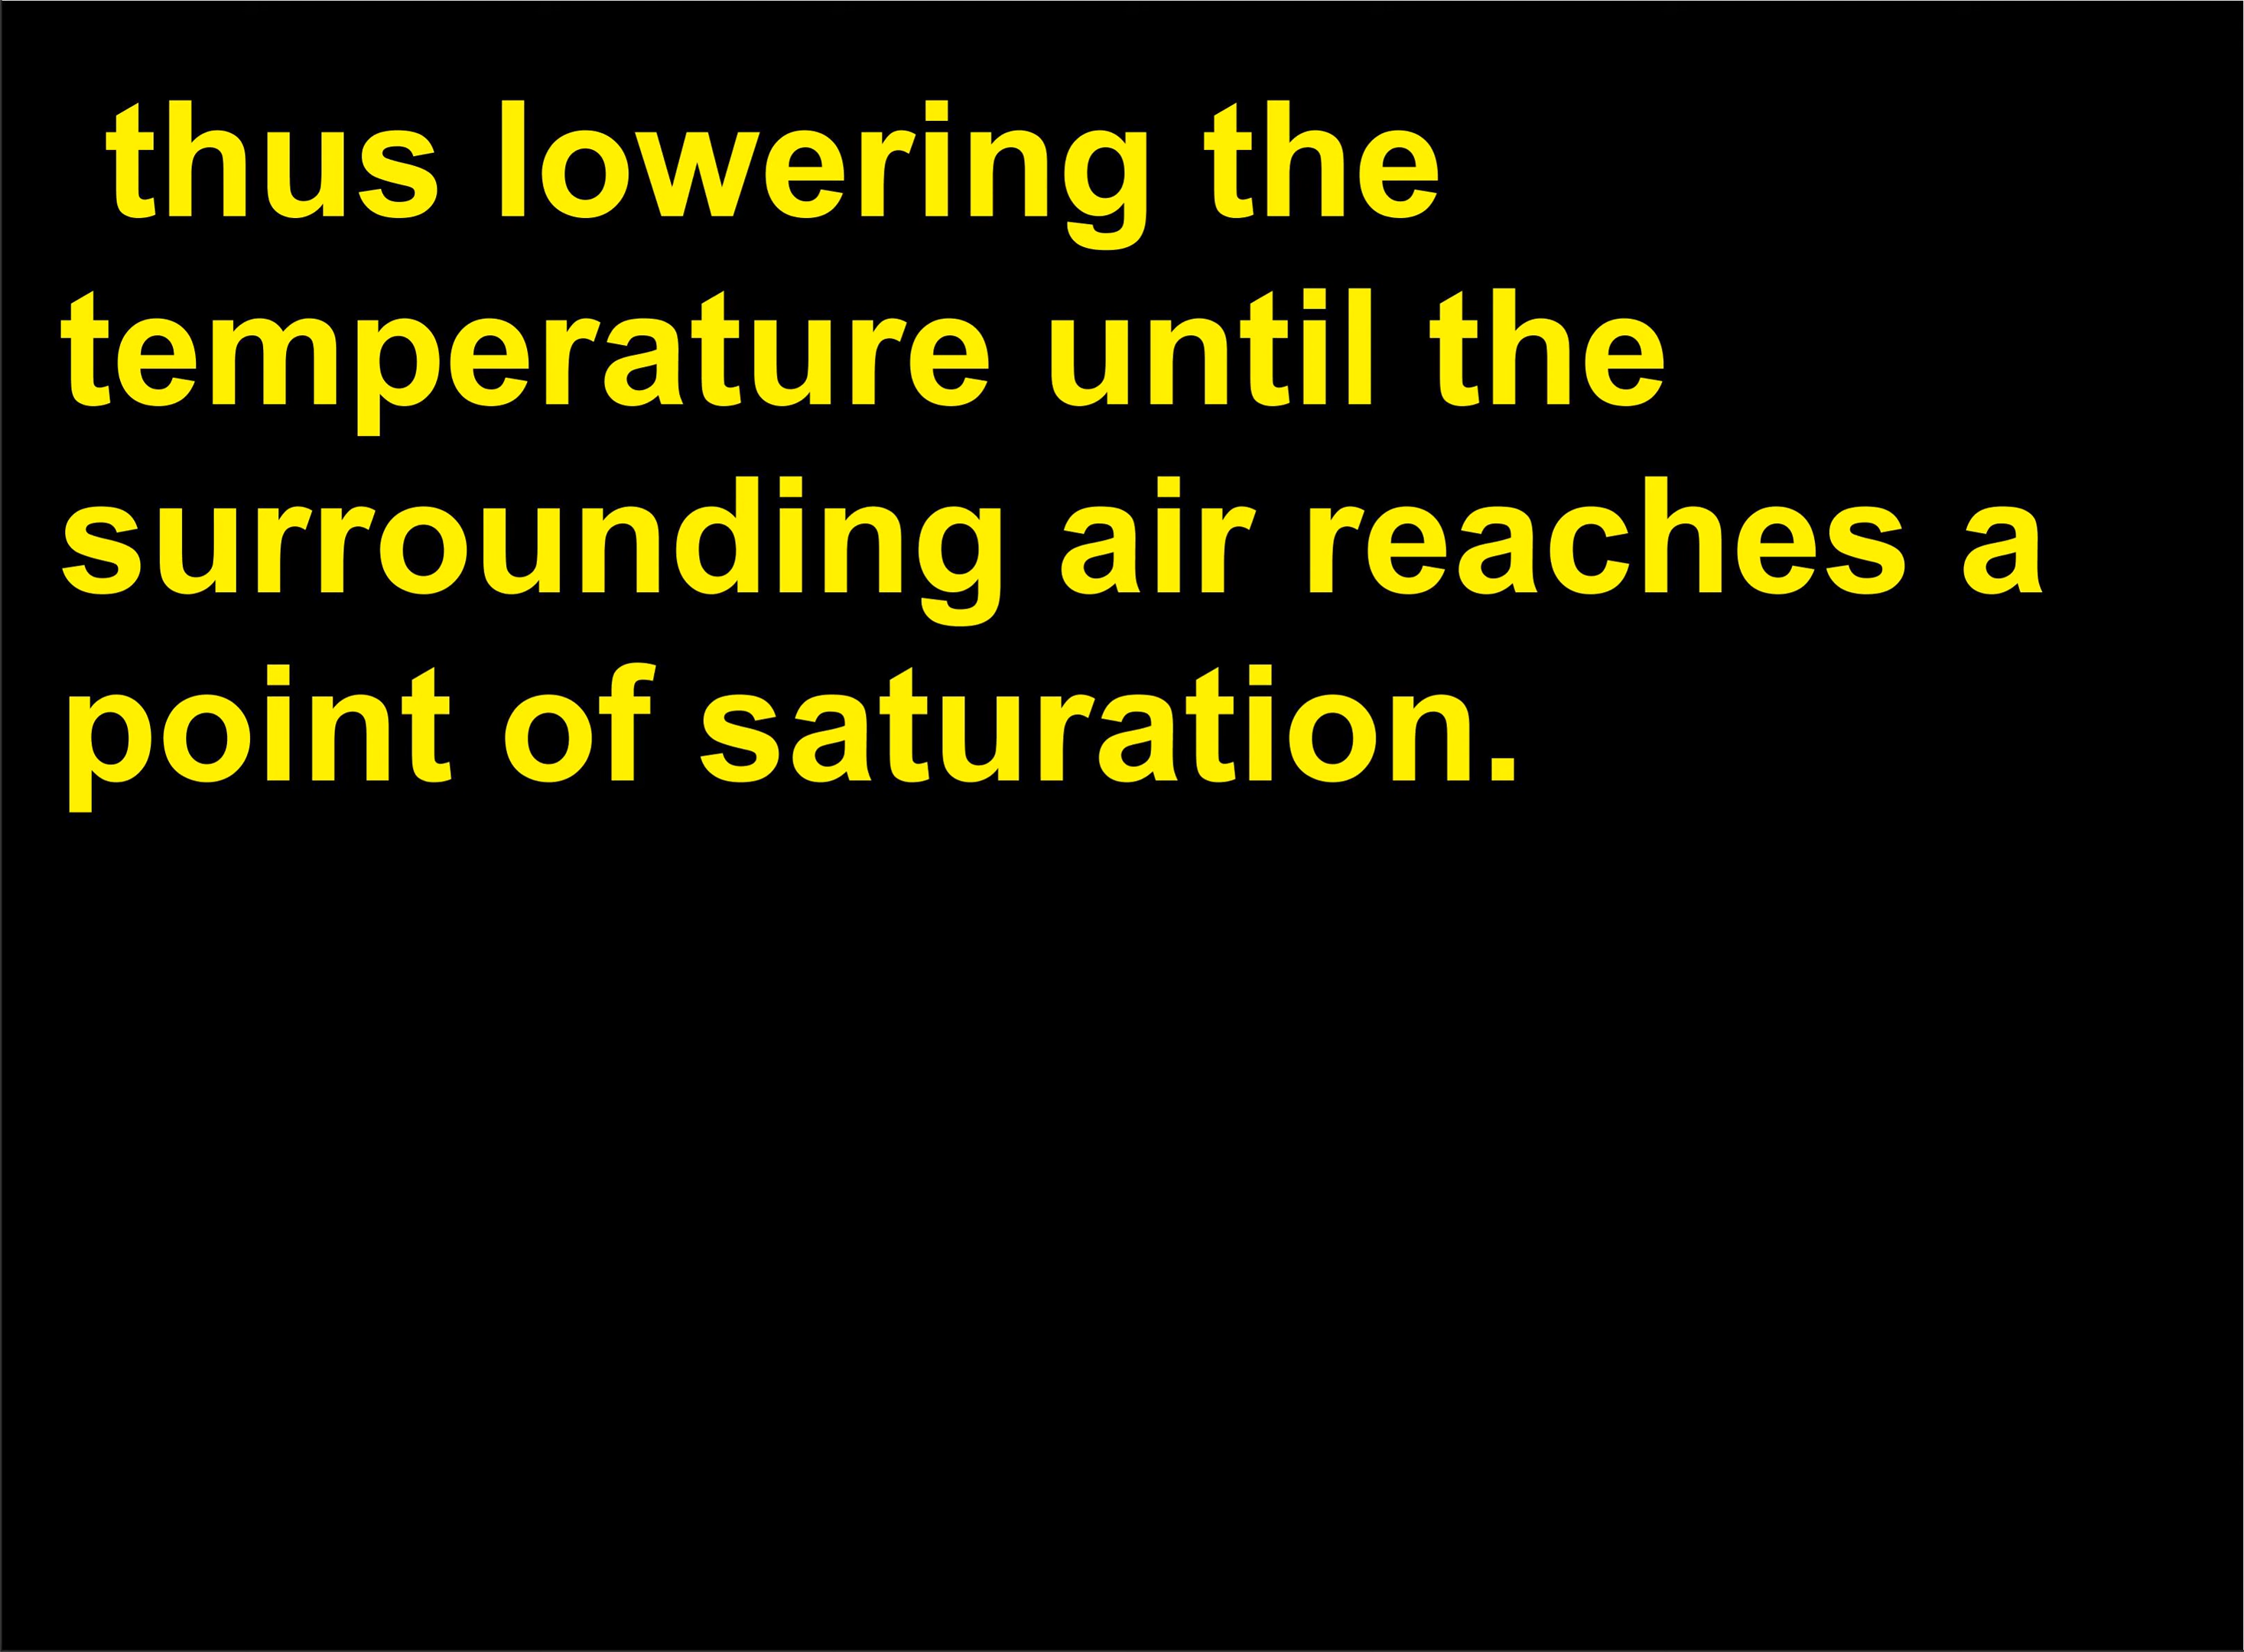 thus lowering the
temperature until the
surrounding air reaches a
point of saturation.